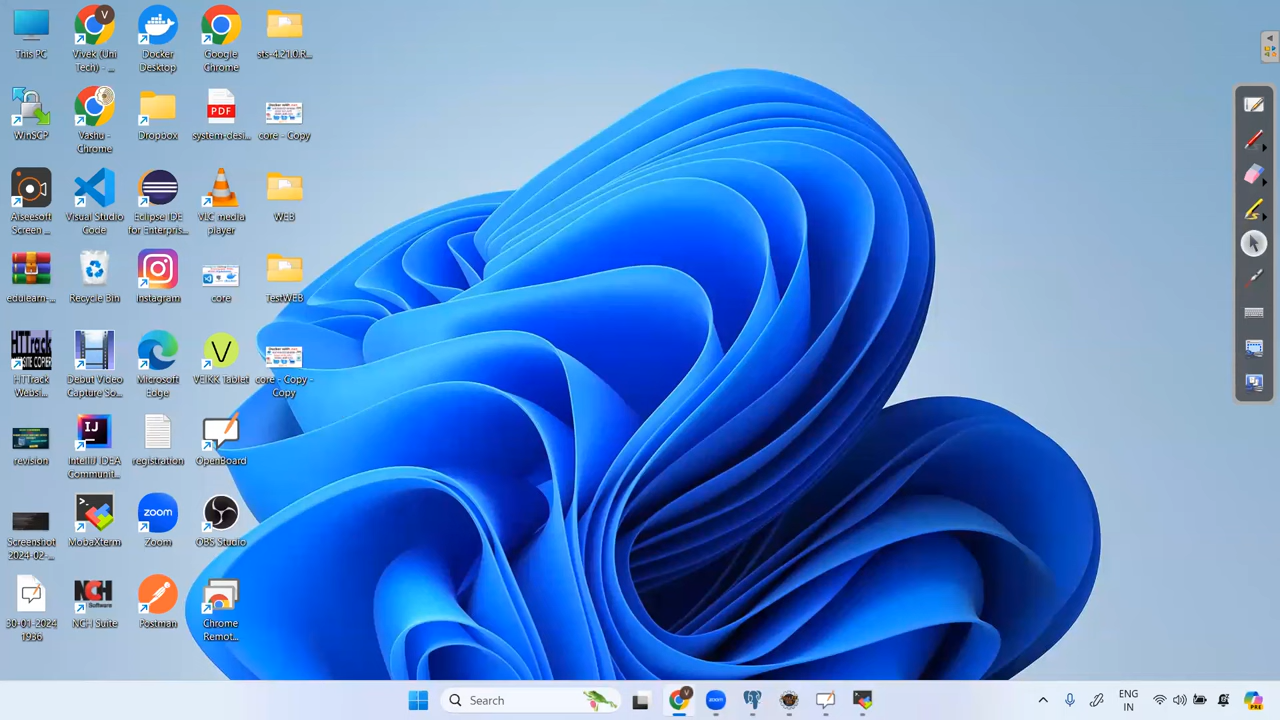 This PC
Vivek (Uni Tech) - ...
Docker Desktop
Google Chrome
sts-4.21.0.R...
WinSCP
Vashu - Chrome
Dropbox
system-desi...
core - Copy
Aiseesoft Screen ...
Visual Studio Code
Eclipse IDE for Enterpris...
VLC media player
WEB
edulearn-...
Recycle Bin
Instagram
core
TestWEB
HTTrack Websi...
Debut Video Capture So...
Microsoft Edge
VEIKK Tablet
core - Copy - Copy
revision
IntelliJ IDEA Communit...
registration
OpenBoard
Screenshot 2024-02-...
MobaXterm
Zoom
OBS Studio
30-01-2024 1936
NCH Suite
Postman
Chrome Remot...
Search
ENG
IN